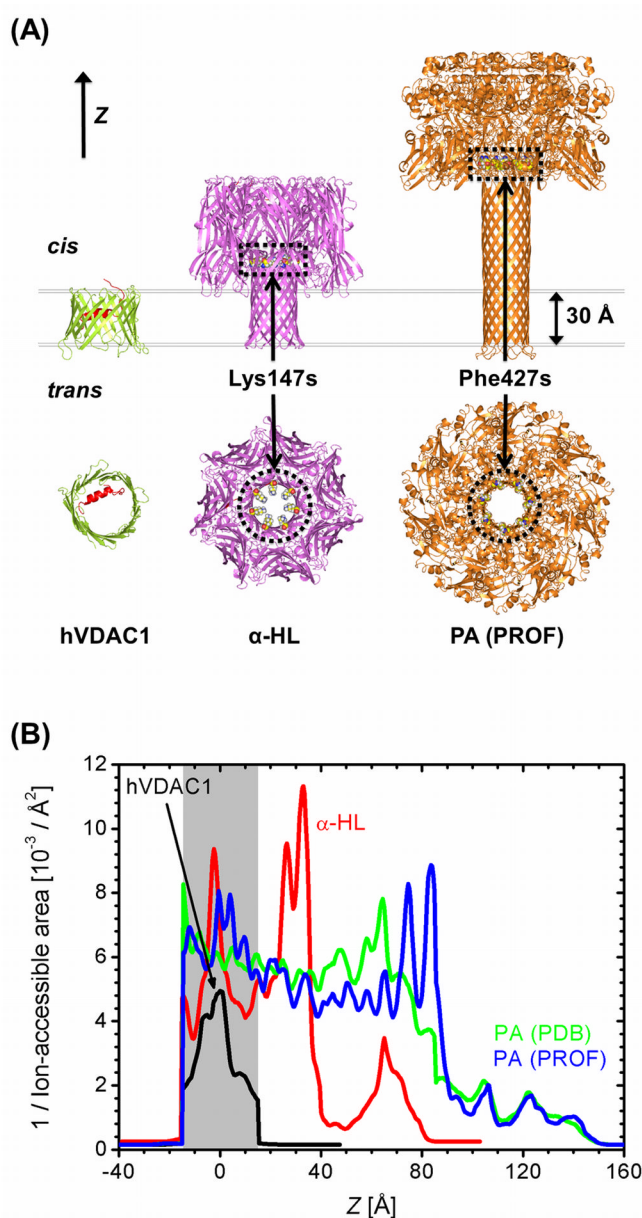 (A)
Z
cis
30 Å
trans
Lys147s
Phe427s
hVDAC1
α-HL
PA (PROF)
(B)
12
10
8
6
4
2
0
1 / Ion-accessible area [10⁻³ / Å²]
hVDAC1
α-HL
PA (PDB)
PA (PROF)
-40
0
40
80
120
160
Z [Å]